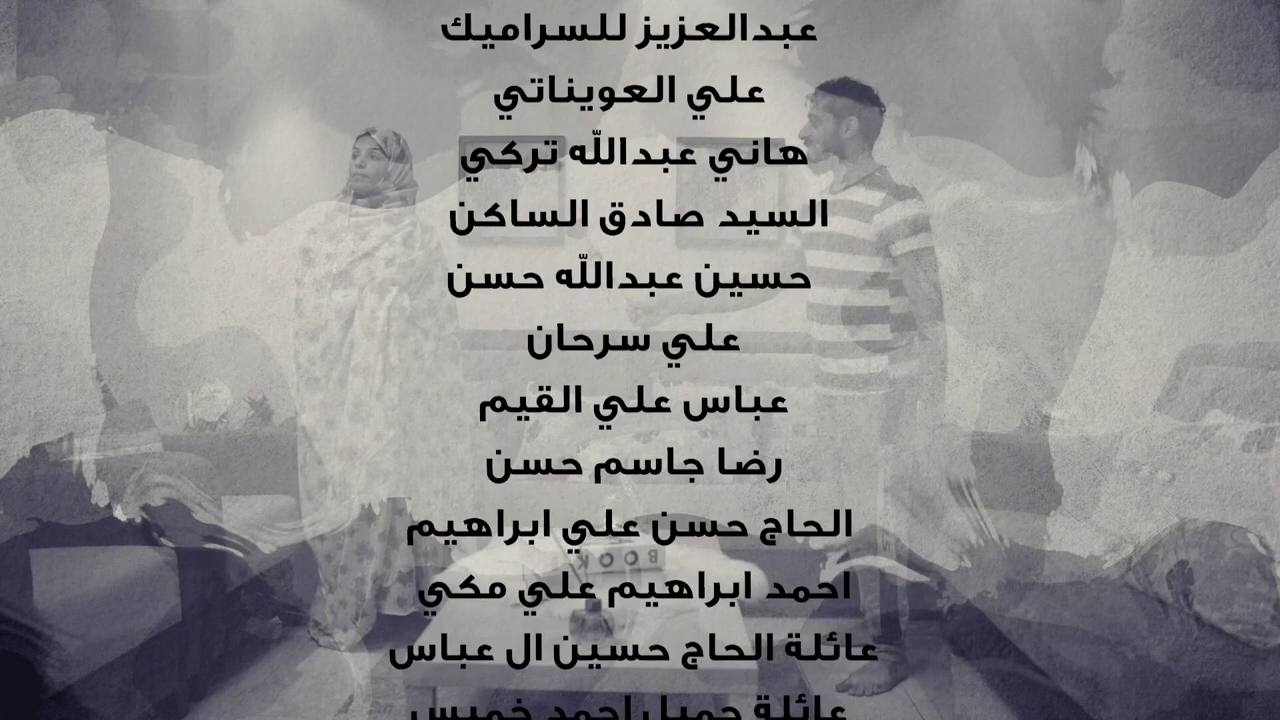 عبدالعزيز للسراميك
علي العويناتي
هاني عبدالله تركي
السيد صادق الساكن
حسين عبدالله حسن
علي سرحان
عباس علي القيم
رضا جاسم حسن
الحاج حسن علي ابراهيم
احمد ابراهيم علي مكي
عائلة الحاج حسين ال عباس
عائلة جميل احمد خميس
BOOK